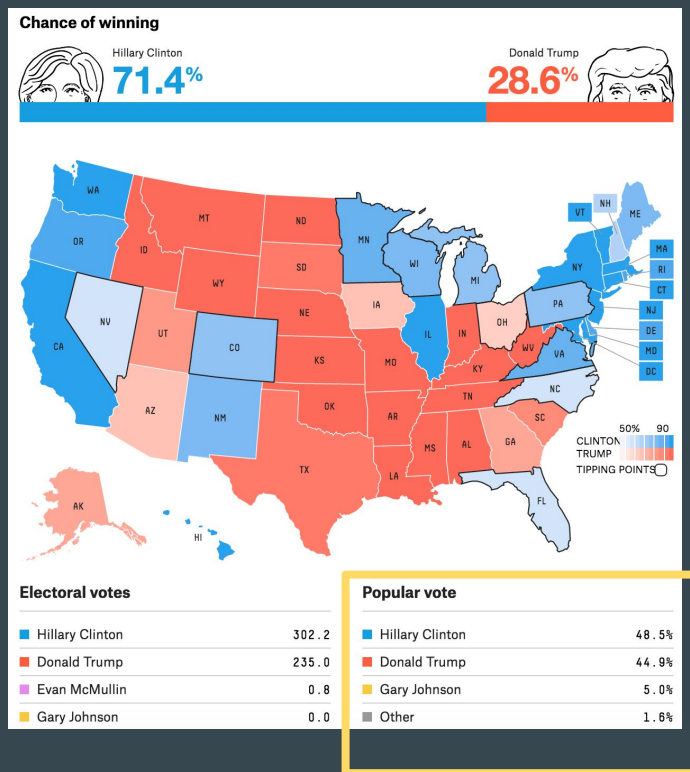 Chance of winning
Hillary Clinton
71.4%
Donald Trump
28.6%
WA
MT
ND
MN
VT
NH
ME
OR
ID
SD
WI
MI
NY
MA
RI
CT
WY
NV
UT
CO
NE
IA
IL
IN
OH
PA
NJ
DE
MD
DC
CA
KS
MO
KY
WV
VA
AZ
NM
OK
AR
TN
NC
SC
TX
LA
MS
AL
GA
FL
AK
HI
50% 90
CLINTON
TRUMP
TIPPING POINTS
Electoral votes
Hillary Clinton 302.2
Donald Trump 235.0
Evan McMullin 0.8
Gary Johnson 0.0
Popular vote
Hillary Clinton 48.5%
Donald Trump 44.9%
Gary Johnson 5.0%
Other 1.6%